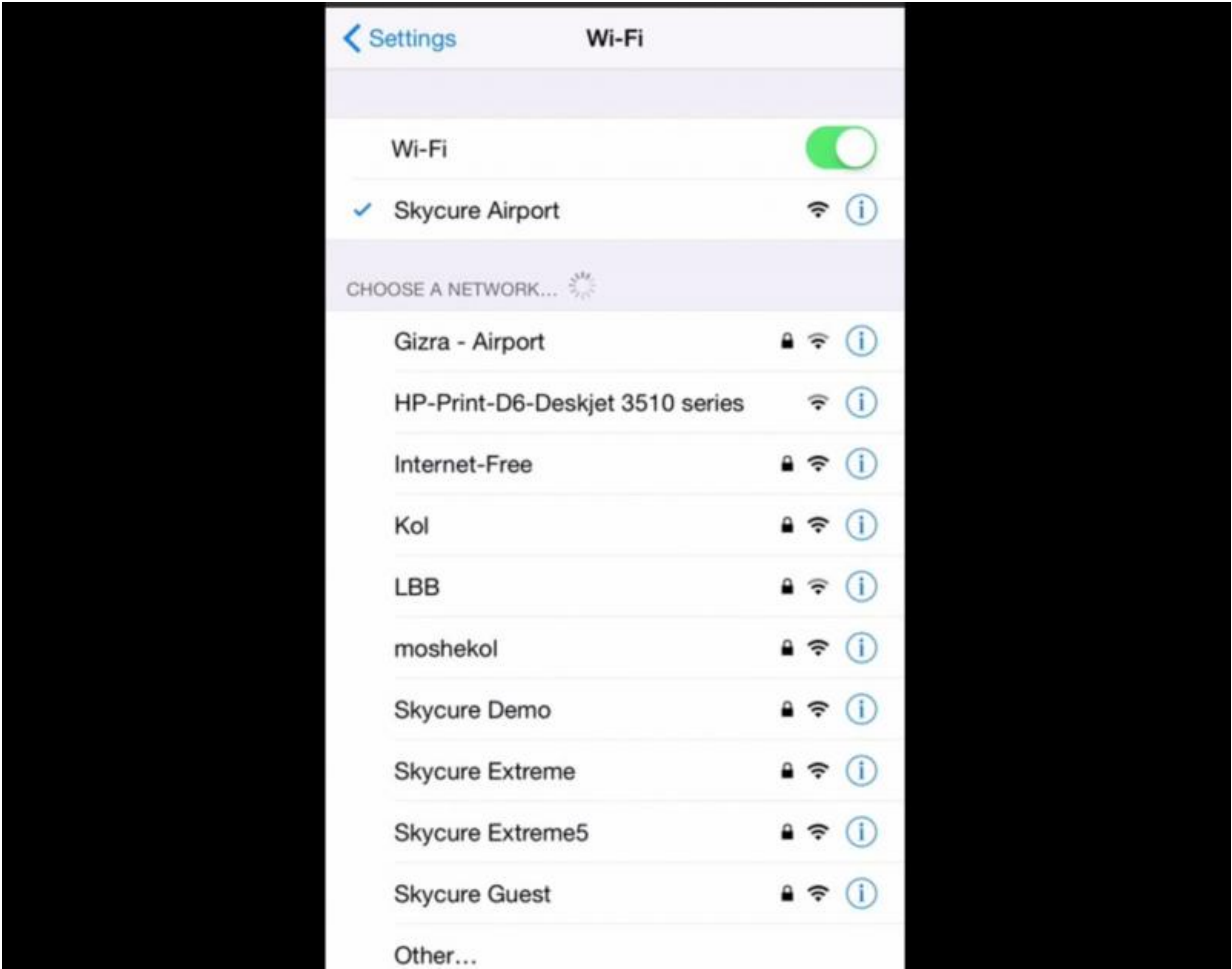 Settings
Wi-Fi
Wi-Fi
Skycure Airport
CHOOSE A NETWORK...
Gizra - Airport
HP-Print-D6-Deskjet 3510 series
Internet-Free
Kol
LBB
moshekol
Skycure Demo
Skycure Extreme
Skycure Extreme5
Skycure Guest
Other...